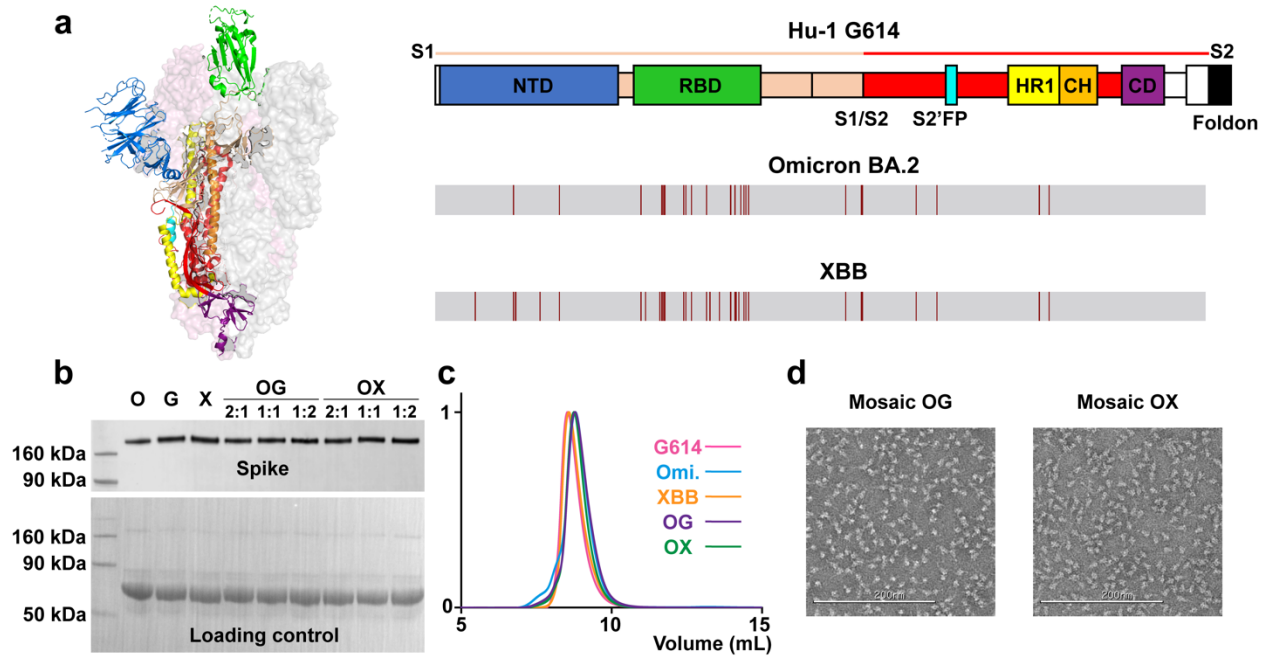 a
Hu-1 G614
S1
S2
NTD
RBD
HR1
CH
CD
S1/S2
S2'FP
Foldon
Omicron BA.2
XBB
b
O G X
OG
OX
2:1 1:1 1:2 2:1 1:1 1:2
160 kDa
90 kDa
Spike
160 kDa
90 kDa
50 kDa
Loading control
c
1
G614
Omi.
XBB
OG
OX
0
5
10
15
Volume (mL)
d
Mosaic OG
Mosaic OX
200nm
200nm